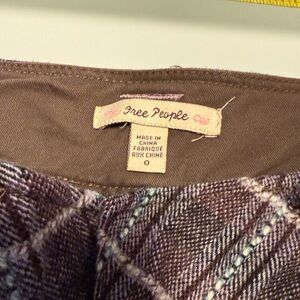 Free People
MADE IN
CHINA
FABRIQUÉ
AUX CHINE
0